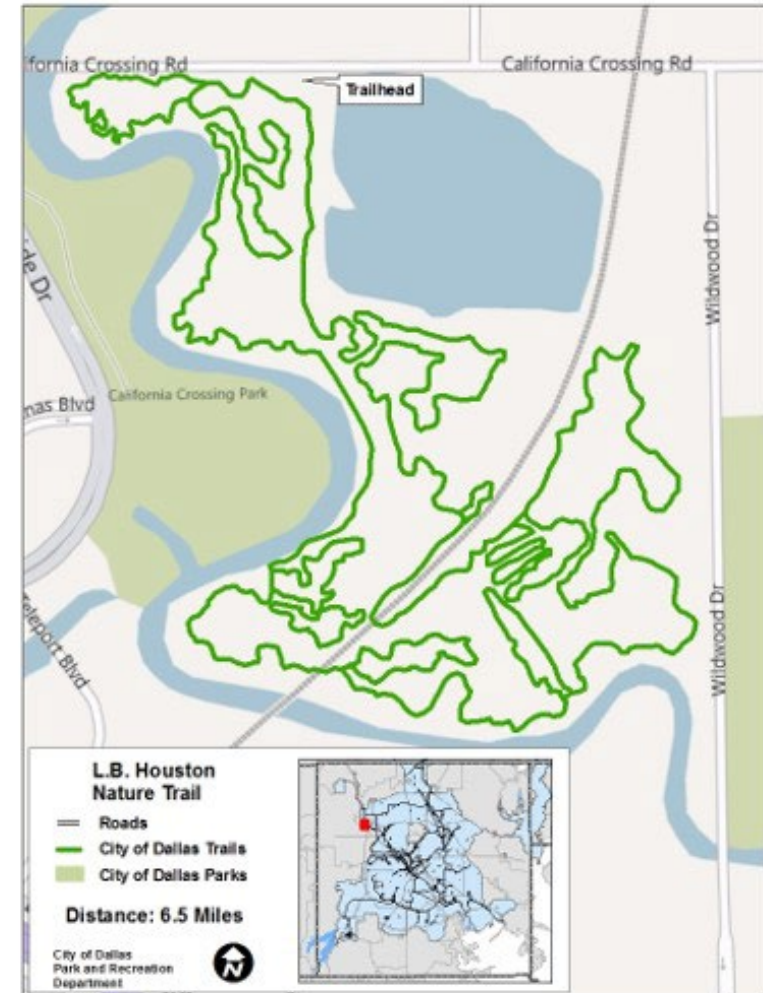 ifornia Crossing Rd
California Crossing Rd
Trailhead
Wildwood Dr
ide Dr
California Crossing Park
nas Blvd
Wildwood Dr
Teleport Blvd
L.B. Houston
Nature Trail
Roads
City of Dallas Trails
City of Dallas Parks
Distance: 6.5 Miles
City of Dallas
Park and Recreation
Department
N